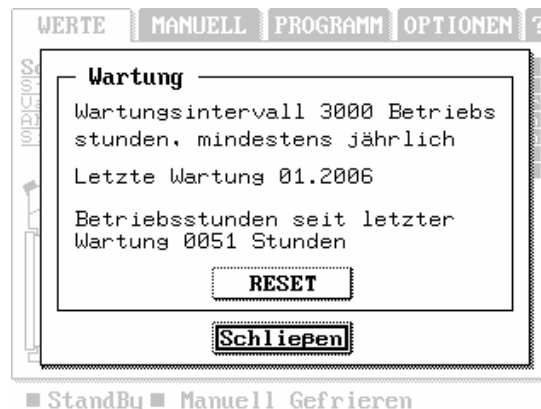 WERTE MANUELL PROGRAMM OPTIONEN ?
Wartung
Wartungsintervall 3000 Betriebs
stunden, mindestens jährlich
Letzte Wartung 01.2006
Betriebsstunden seit letzter
Wartung 0051 Stunden
RESET
Schließen
StandBy Manuell Gefrieren